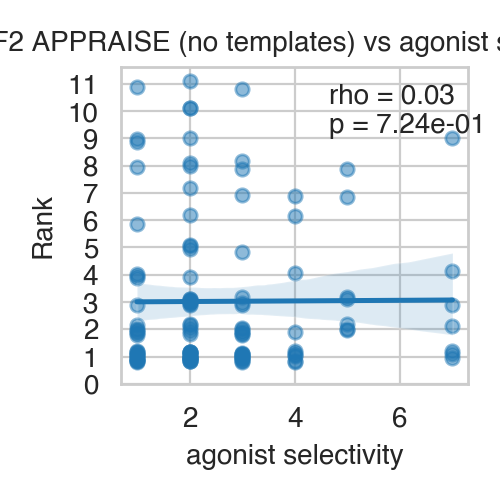 F2 APPRAISE (no templates) vs agonist s
rho = 0.03
p = 7.24e-01
11
10
9
8
7
6
5
4
3
2
1
0
Rank
2 4 6
agonist selectivity